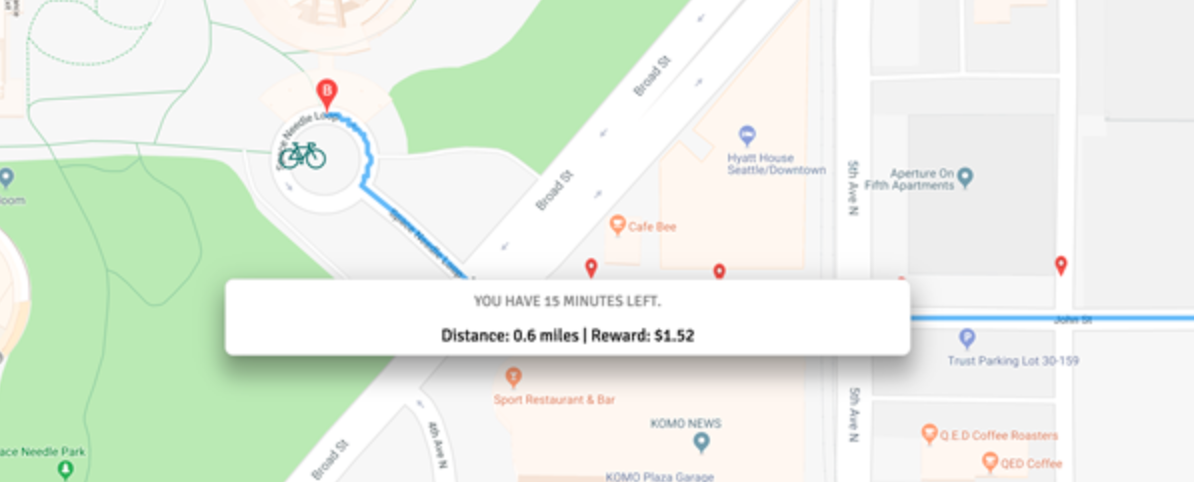 B
Space Needle Loop
Broad St
Hyatt House
Seattle/Downtown
5th Ave N
Aperture On
Fifth Apartments
Broad St
Cafe Bee
Space Needle Loop
YOU HAVE 15 MINUTES LEFT.
Distance: 0.6 miles | Reward: $1.52
John St
P
Trust Parking Lot 30-159
Sport Restaurant & Bar
KOMO NEWS
5th Ave N
4th Ave N
Q.E.D Coffee Roasters
QED Coffee
Broad St
ace Needle Park
KOMO Plaza Garage